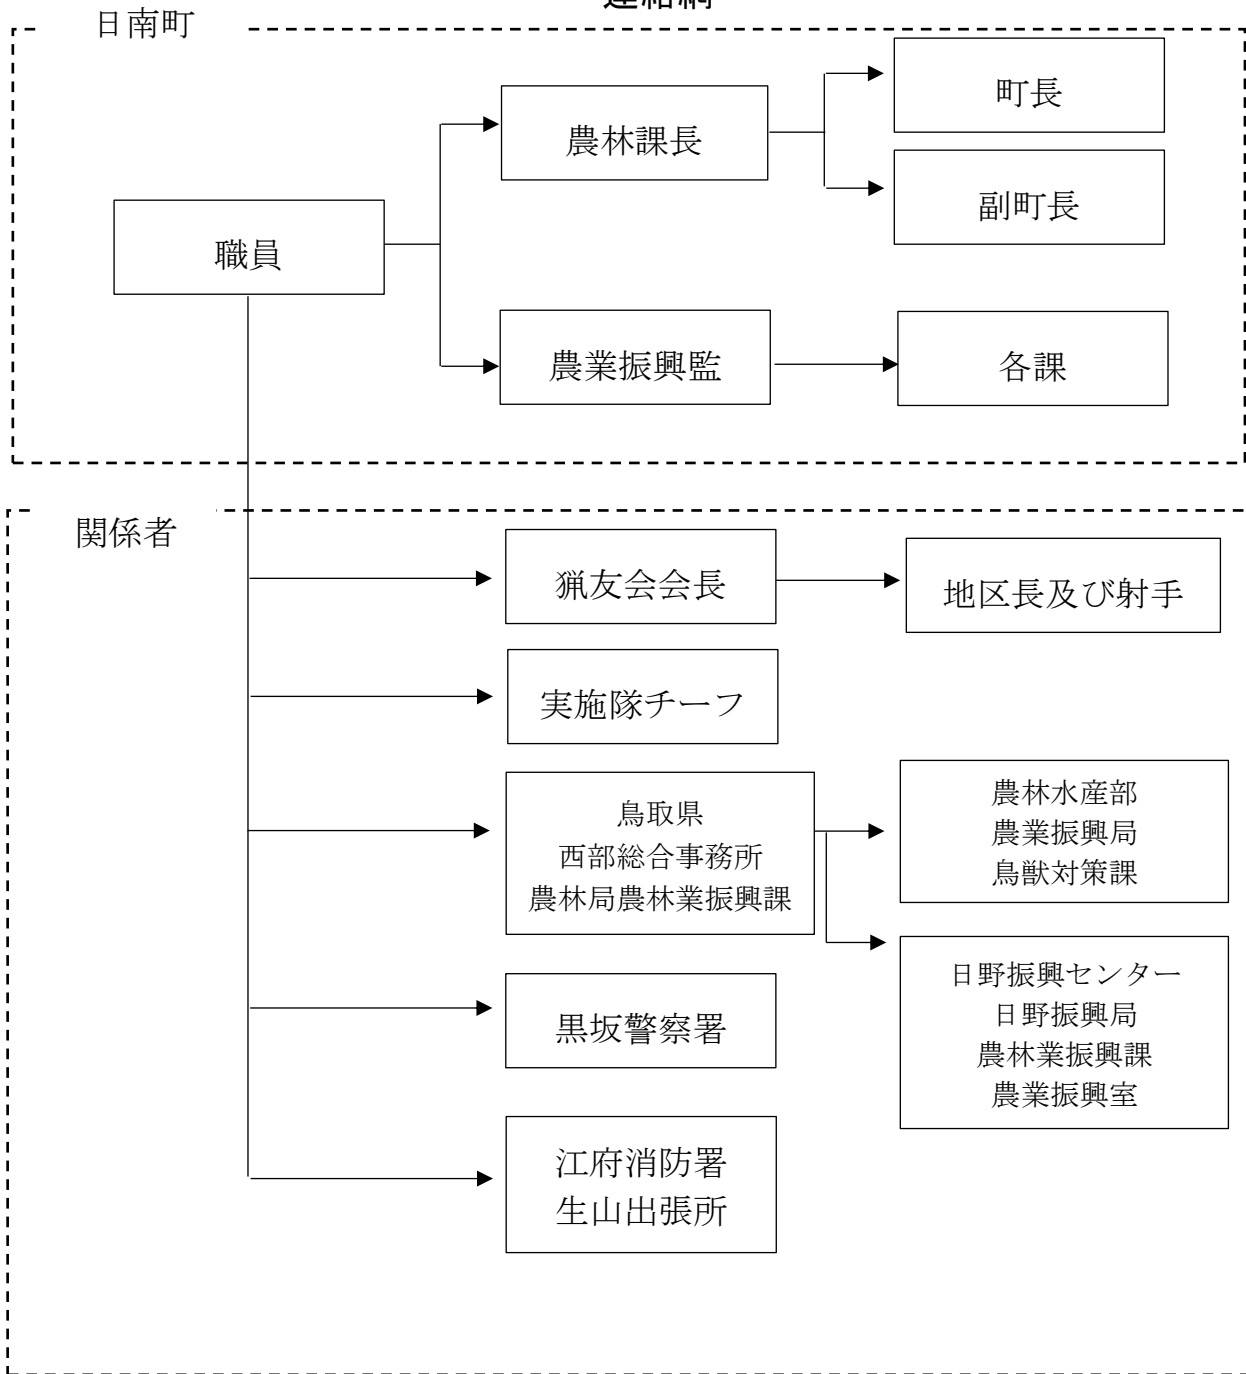 連絡網
日南町
町長
農林課長
副町長
職員
農業振興監
各課
関係者
猟友会会長
地区長及び射手
実施隊チーフ
鳥取県
西部総合事務所
農林局農林業振興課
農林水産部
農業振興局
鳥獣対策課
日野振興センター
日野振興局
農林業振興課
農業振興室
黒坂警察署
江府消防署
生山出張所